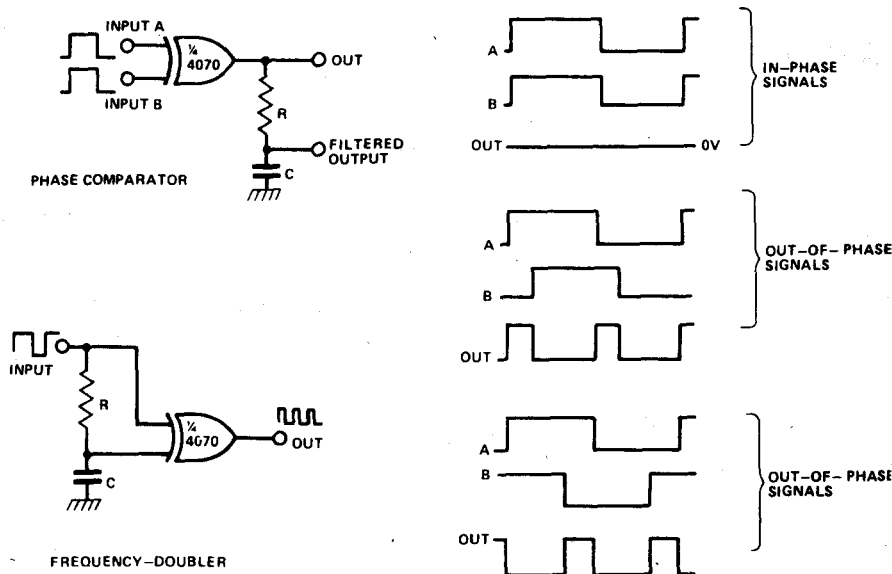 INPUT A
¼
4070
OUT
INPUT B
R
FILTERED
OUTPUT
C
PHASE COMPARATOR
INPUT
R
¼
4070
OUT
C
FREQUENCY-DOUBLER
A
B
OUT
0V
IN-PHASE
SIGNALS
A
B
OUT
OUT-OF-PHASE
SIGNALS
A
B
OUT
OUT-OF-PHASE
SIGNALS